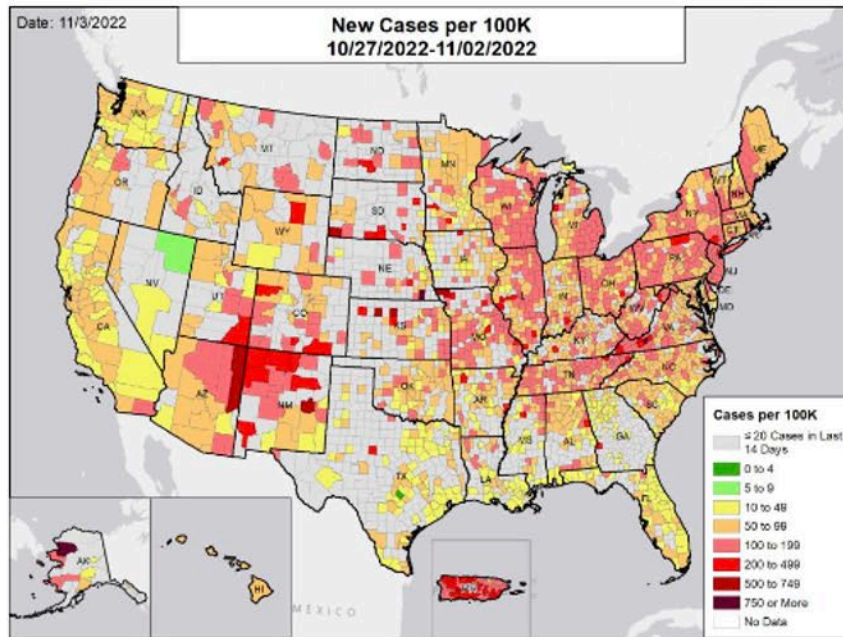 Date: 11/3/2022
New Cases per 100K
10/27/2022-11/02/2022
WA
MT
ND
MN
ME
OR
ID
SD
WI
VT
NH
NY
MA
WY
MI
CT
IA
PA
NE
NJ
NV
OH
IN
IL
DE
MD
UT
CO
WV
VA
KS
MO
KY
CA
NC
TN
OK
AZ
NM
AR
SC
MS
AL
GA
TX
LA
FL
AK
HI
MEXICO
Cases per 100K
≤ 20 Cases in Last
14 Days
0 to 4
5 to 9
10 to 49
50 to 99
100 to 199
200 to 499
500 to 749
750 or More
No Data